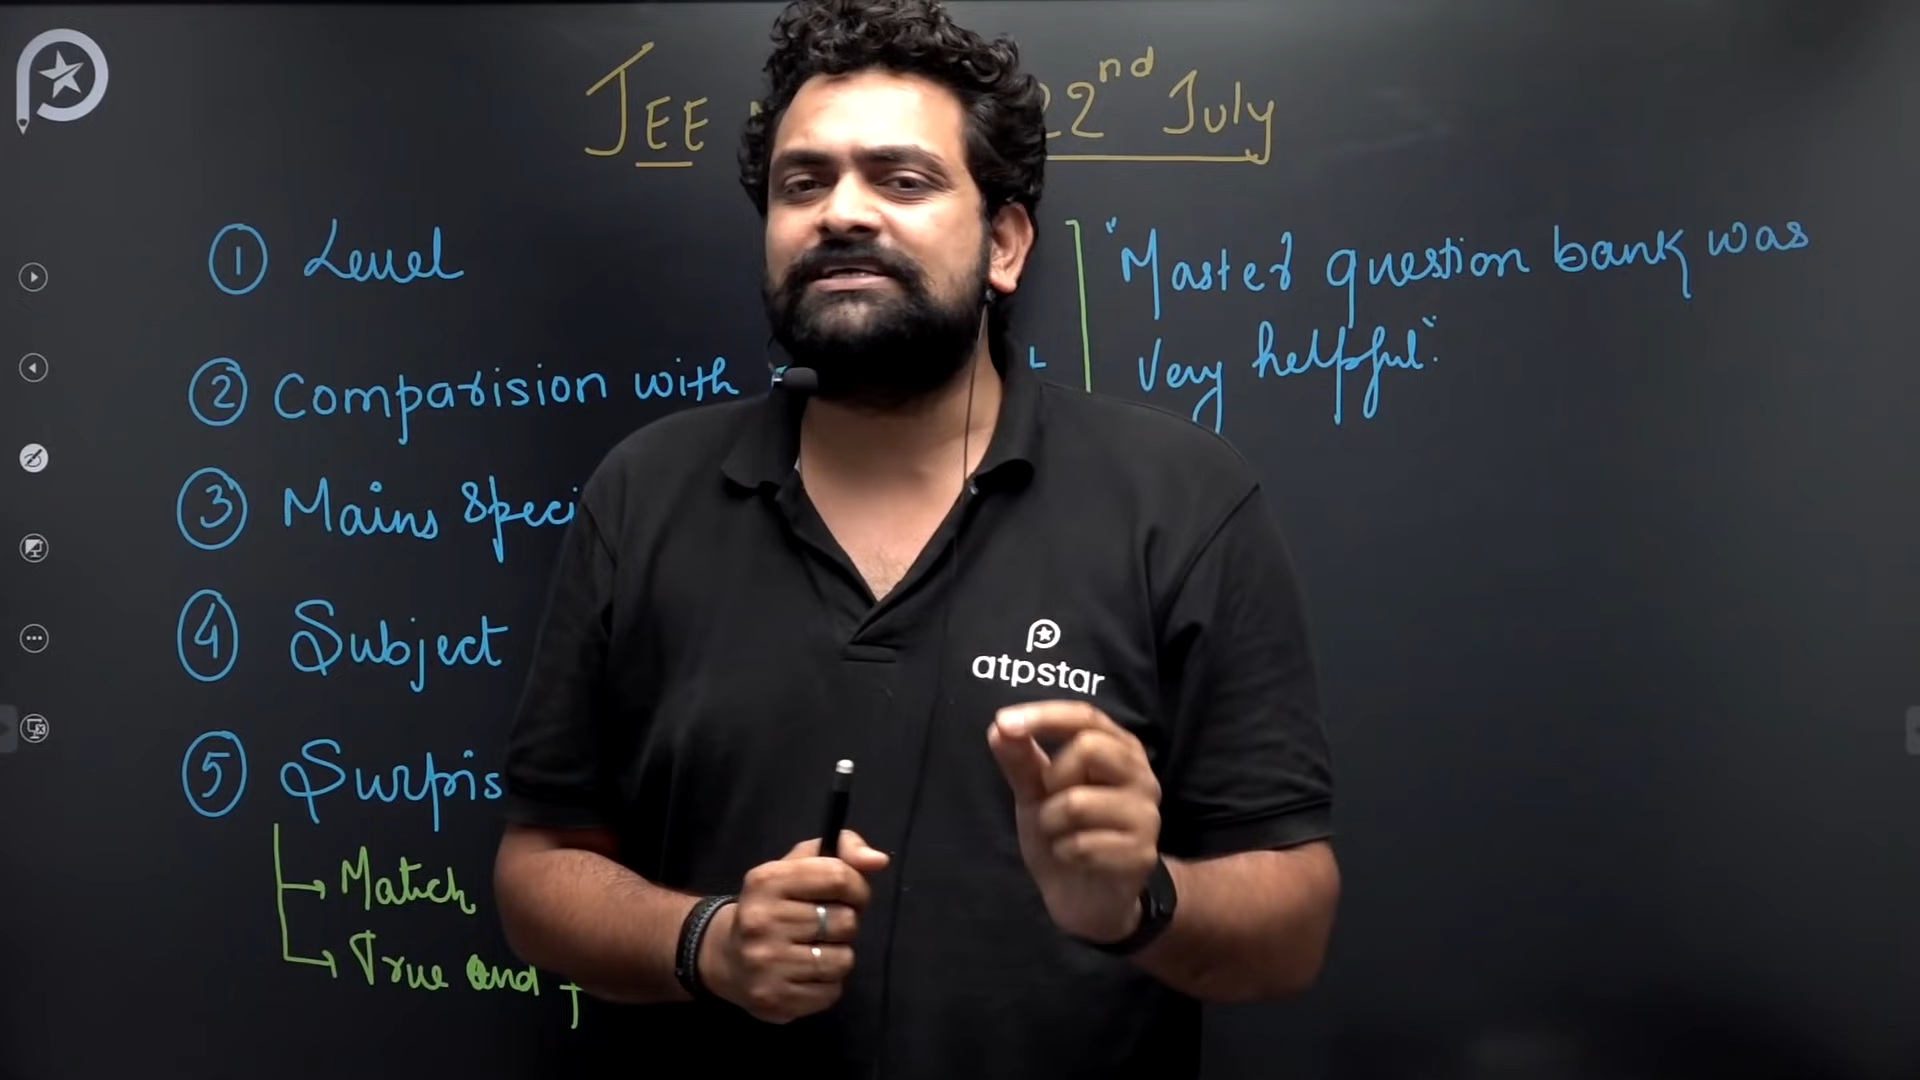 JEE 22nd July
① Level
"Master question bank was
② Comparision with
very helpful".
③ Mains Speci
④ Subject
⑤ Surpris
→ Match
→ True and f
atpstar